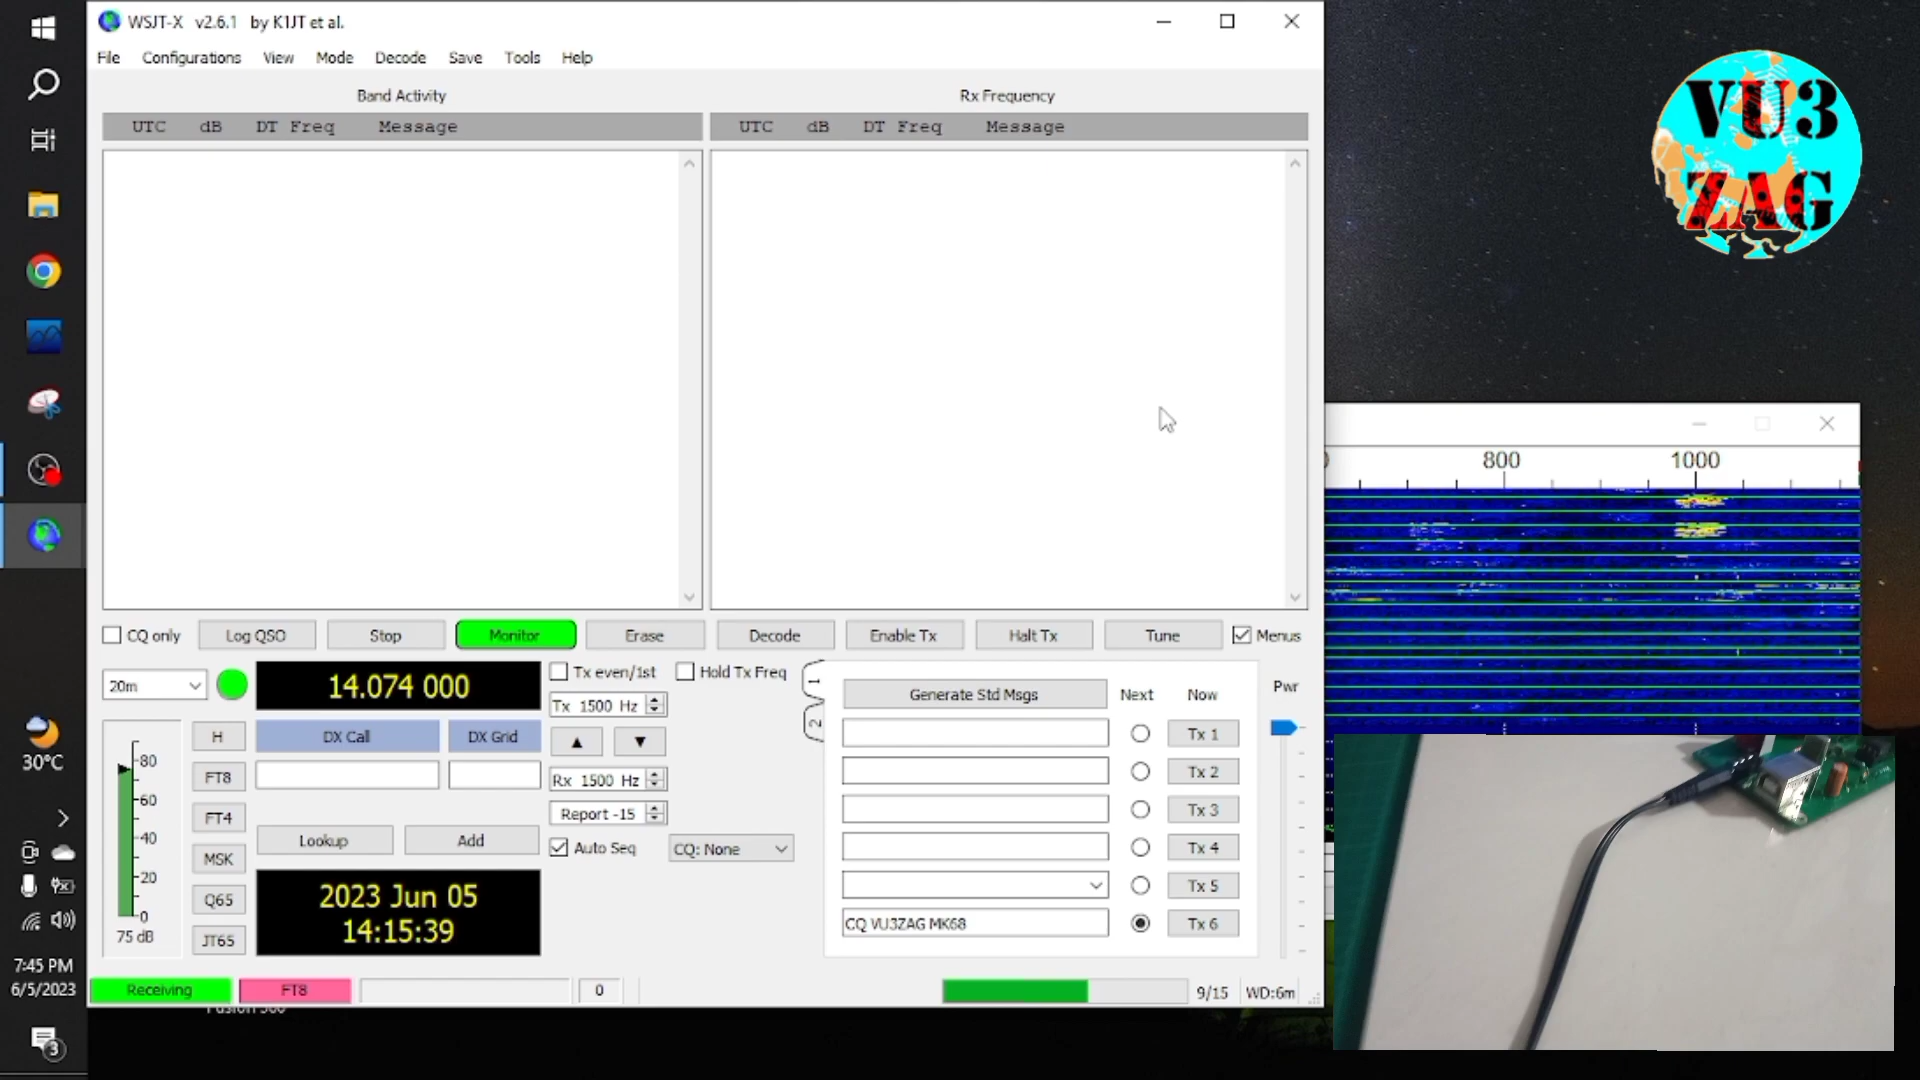 WSJT-X v2.6.1 by K1JT et al.
File Configurations View Mode Decode Save Tools Help
Band Activity
Rx Frequency
UTC dB DT Freq Message
UTC dB DT Freq Message
VU3
ZAG
800 1000
CQ only Log QSO Stop Monitor Erase Decode Enable Tx Halt Tx Tune Menus
20m
14.074 000
Tx even/1st Hold Tx Freq
Tx 1500 Hz
Rx 1500 Hz
Report -15
Auto Seq CQ: None
H
FT8
FT4
MSK
Q65
JT65
DX Call DX Grid
Lookup Add
2023 Jun 05
14:15:39
80
60
40
20
0
75 dB
1
2
Generate Std Msgs Next Now Pwr
Tx 1
Tx 2
Tx 3
Tx 4
Tx 5
CQ VU3ZAG MK68 Tx 6
Receiving FT8 0 9/15 WD:6m
30°C
7:45 PM
6/5/2023
3